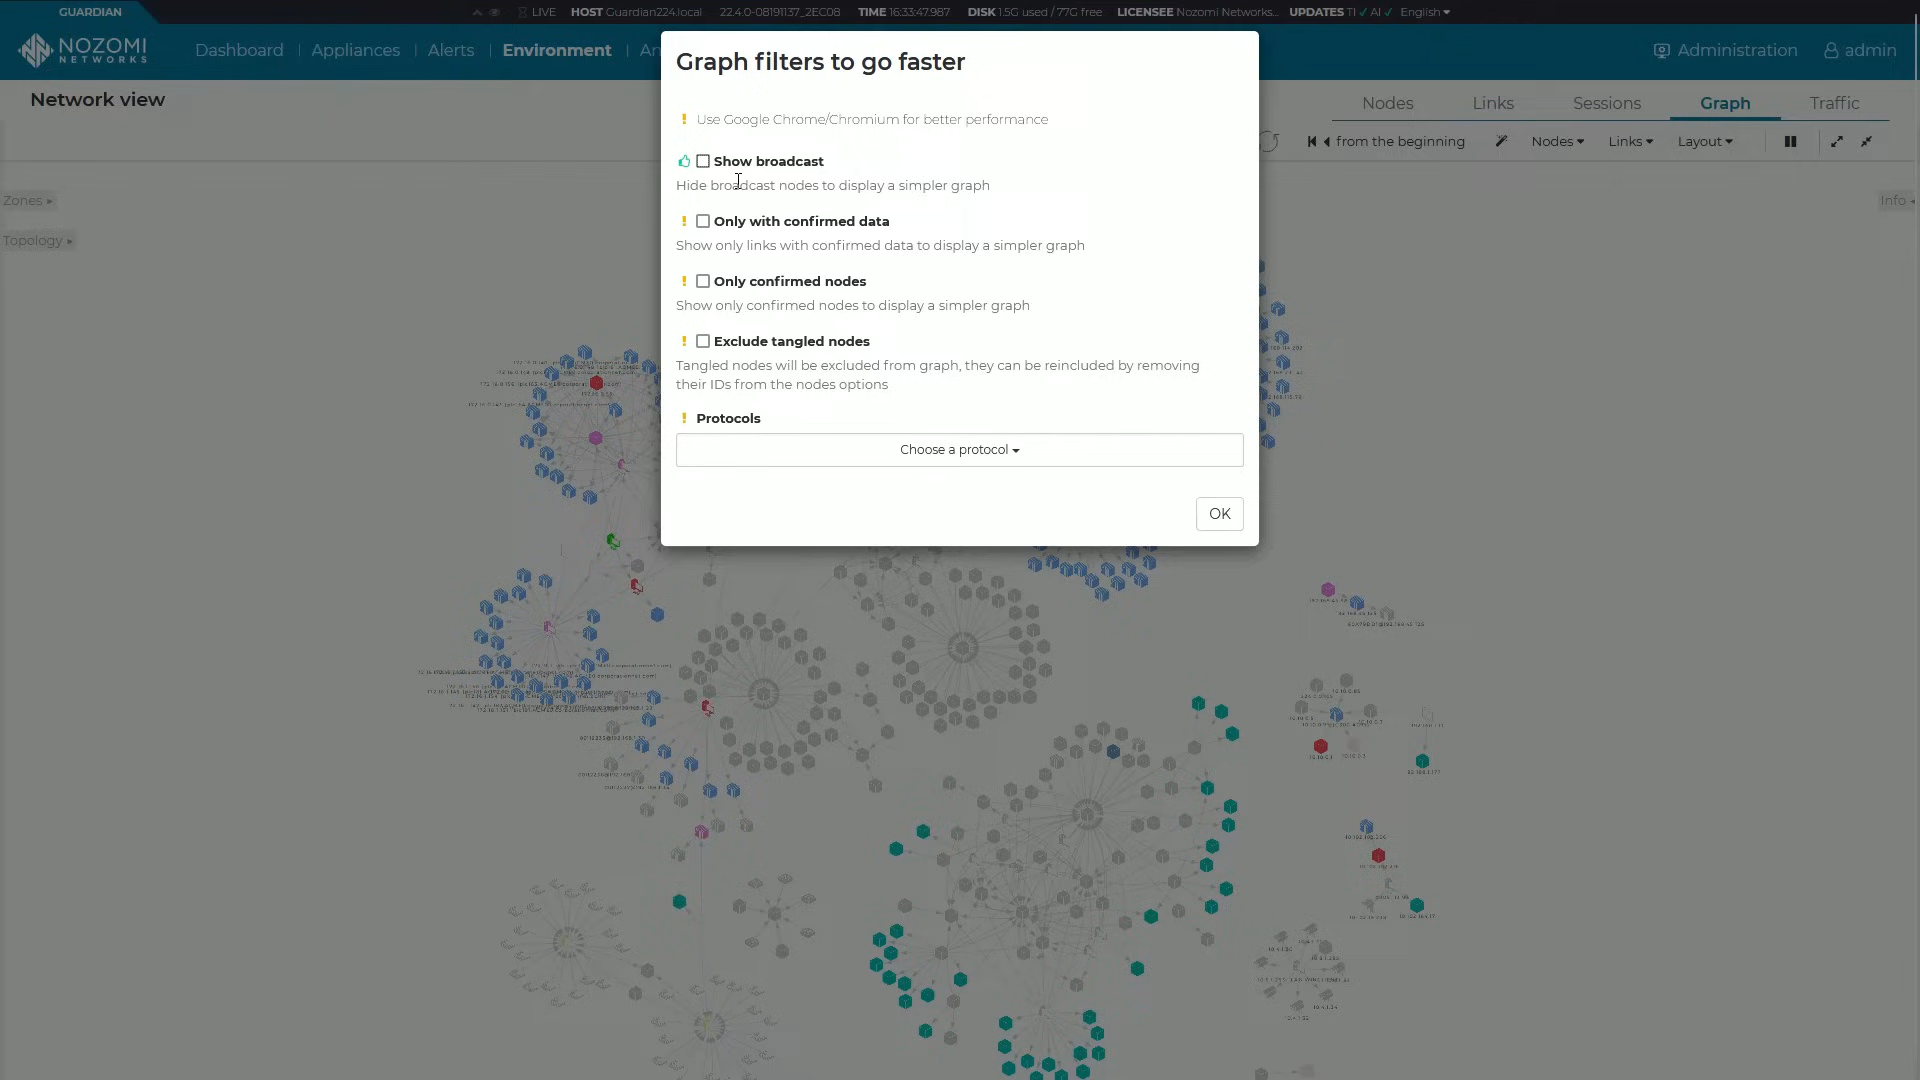 GUARDIAN
LIVE HOST Guardian224.local 22.4.0-08191137_2EC08 TIME 16:33:47.987 DISK 1.5G used / 77G free LICENSEE Nozomi Networks... UPDATES TI ✓ AI ✓ English
NOZOMI NETWORKS
Dashboard | Appliances | Alerts | Environment | An
Administration admin
Network view
Nodes Links Sessions Graph Traffic
from the beginning Nodes Links Layout
Zones
Topology
Info
Graph filters to go faster
Use Google Chrome/Chromium for better performance
Show broadcast
Hide broadcast nodes to display a simpler graph
Only with confirmed data
Show only links with confirmed data to display a simpler graph
Only confirmed nodes
Show only confirmed nodes to display a simpler graph
Exclude tangled nodes
Tangled nodes will be excluded from graph, they can be reincluded by removing
their IDs from the nodes options
Protocols
Choose a protocol
OK